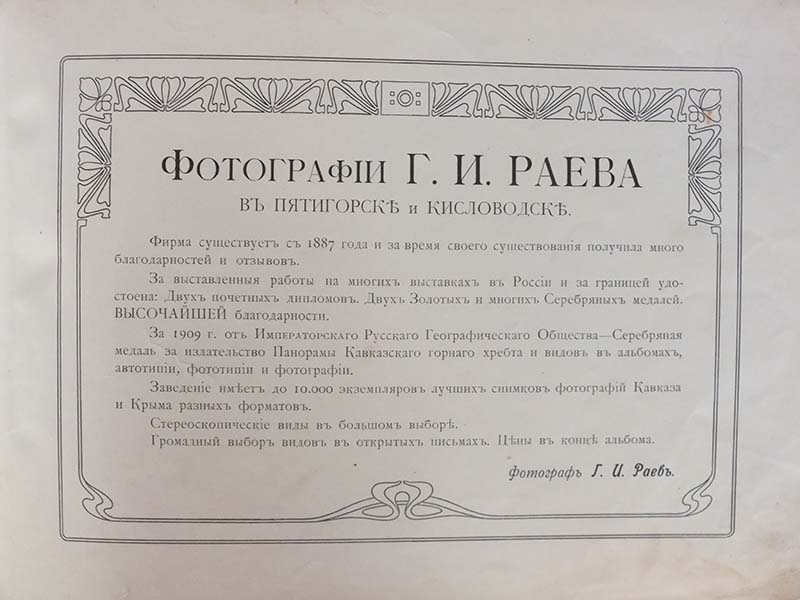 Фотографіи Г. И. РАЕВА
ВЪ ПЯТИГОРСКѢ и КИСЛОВОДСКѢ.
Фирма существуетъ съ 1887 года и за время своего существованія получила много
благодарностей и отзывовъ.
За выставленныя работы на многихъ выставкахъ въ Россіи и за границей удо-
стоена: Двухъ почетныхъ дипломовъ. Двухъ Золотыхъ и многихъ Серебряныхъ медалей.
ВЫСОЧАЙШЕЙ благодарности.
За 1909 г. отъ Императорскаго Русскаго Географическаго Общества—Серебряная
медаль за издательство Панорамы Кавказскаго горнаго хребта и видовъ въ альбомахъ,
автотипіи, фототипіи и фотографіи.
Заведеніе имѣетъ до 10.000 экземпляровъ лучшихъ снимковъ фотографій Кавказа
и Крыма разныхъ форматовъ.
Стереоскопическіе виды въ большомъ выборѣ.
Громадный выборъ видовъ въ открытыхъ письмахъ. Цѣны въ концѣ альбома.
Фотографъ Г. И. Раевъ.